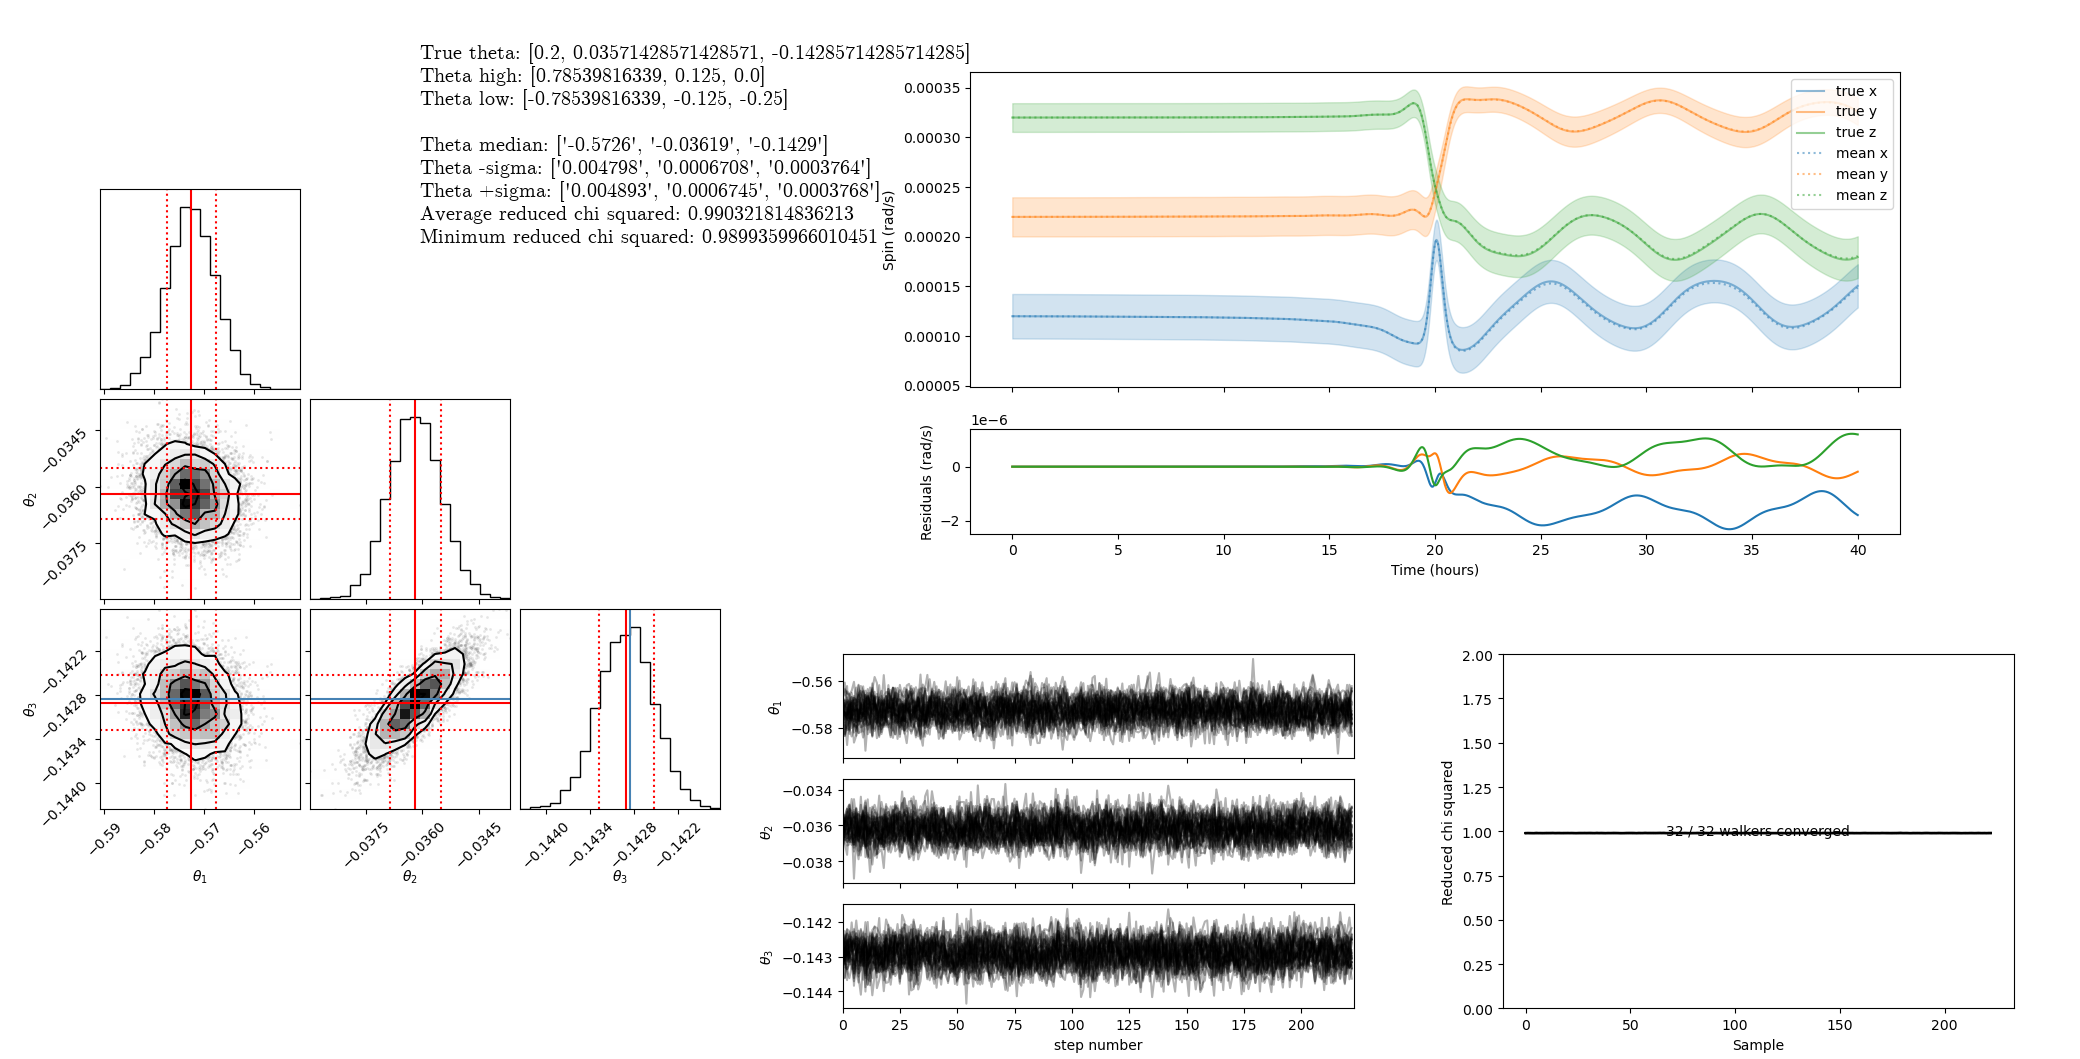 True theta: [0.2, 0.03571428571428571, -0.14285714285714285]
Theta high: [0.78539816339, 0.125, 0.0]
Theta low: [-0.78539816339, -0.125, -0.25]
Theta median: ['-0.5726', '-0.03619', '-0.1429']
Theta -sigma: ['0.004798', '0.0006708', '0.0003764']
Theta +sigma: ['0.004893', '0.0006745', '0.0003768']
Average reduced chi squared: 0.990321814836213
Minimum reduced chi squared: 0.9899359966010451
θ2
−0.0345
−0.0360
−0.0375
θ3
−0.1422
−0.1428
−0.1434
−0.1440
−0.59
−0.58
−0.57
−0.56
θ1
−0.0375
−0.0360
−0.0345
θ2
−0.1440
−0.1434
−0.1428
−0.1422
θ3
Spin (rad/s)
0.00035
0.00030
0.00025
0.00020
0.00015
0.00010
0.00005
true x
true y
true z
mean x
mean y
mean z
1e−6
Residuals (rad/s)
0
−2
0 5 10 15 20 25 30 35 40
Time (hours)
θ1
−0.56
−0.58
θ2
−0.034
−0.036
−0.038
θ3
−0.142
−0.143
−0.144
0 25 50 75 100 125 150 175 200
step number
Reduced chi squared
2.00
1.75
1.50
1.25
1.00
0.75
0.50
0.25
0.00
32 / 32 walkers converged
0 50 100 150 200
Sample